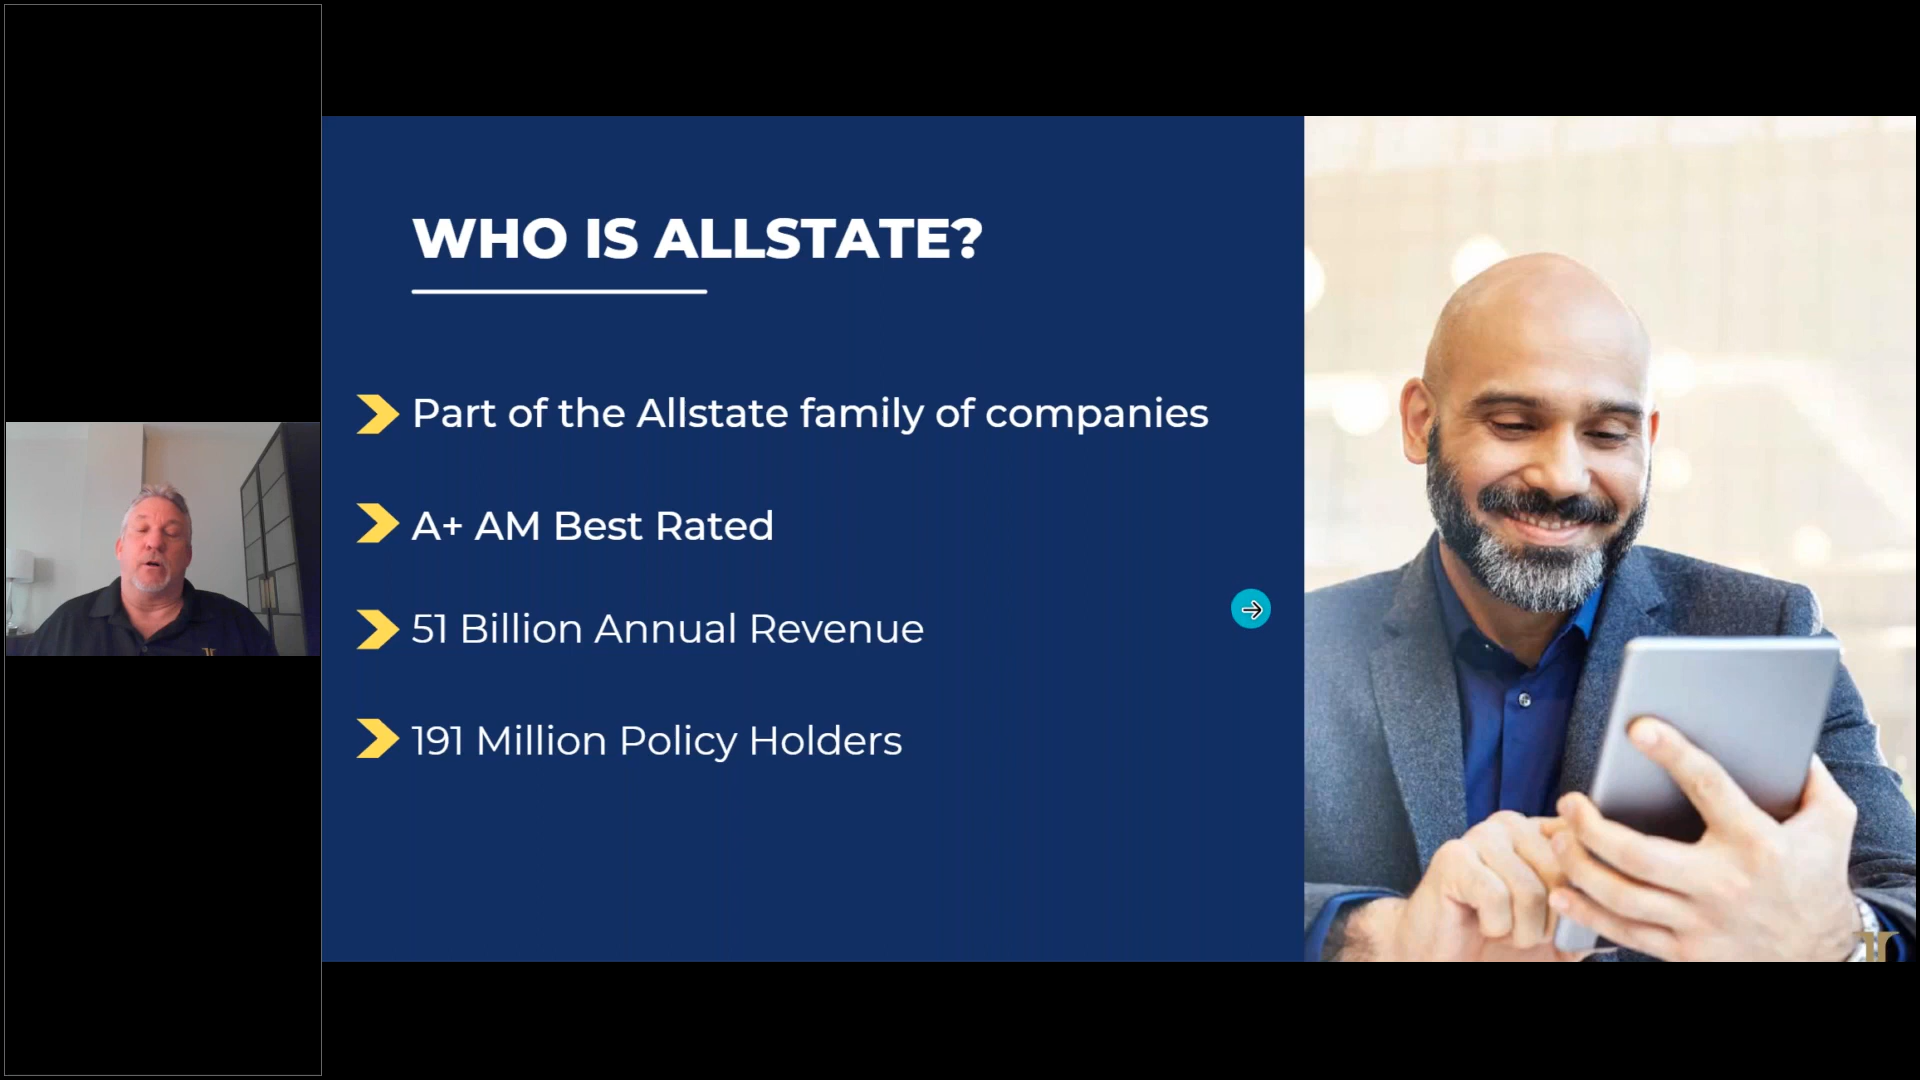 WHO IS ALLSTATE?
Part of the Allstate family of companies
A+ AM Best Rated
51 Billion Annual Revenue
191 Million Policy Holders